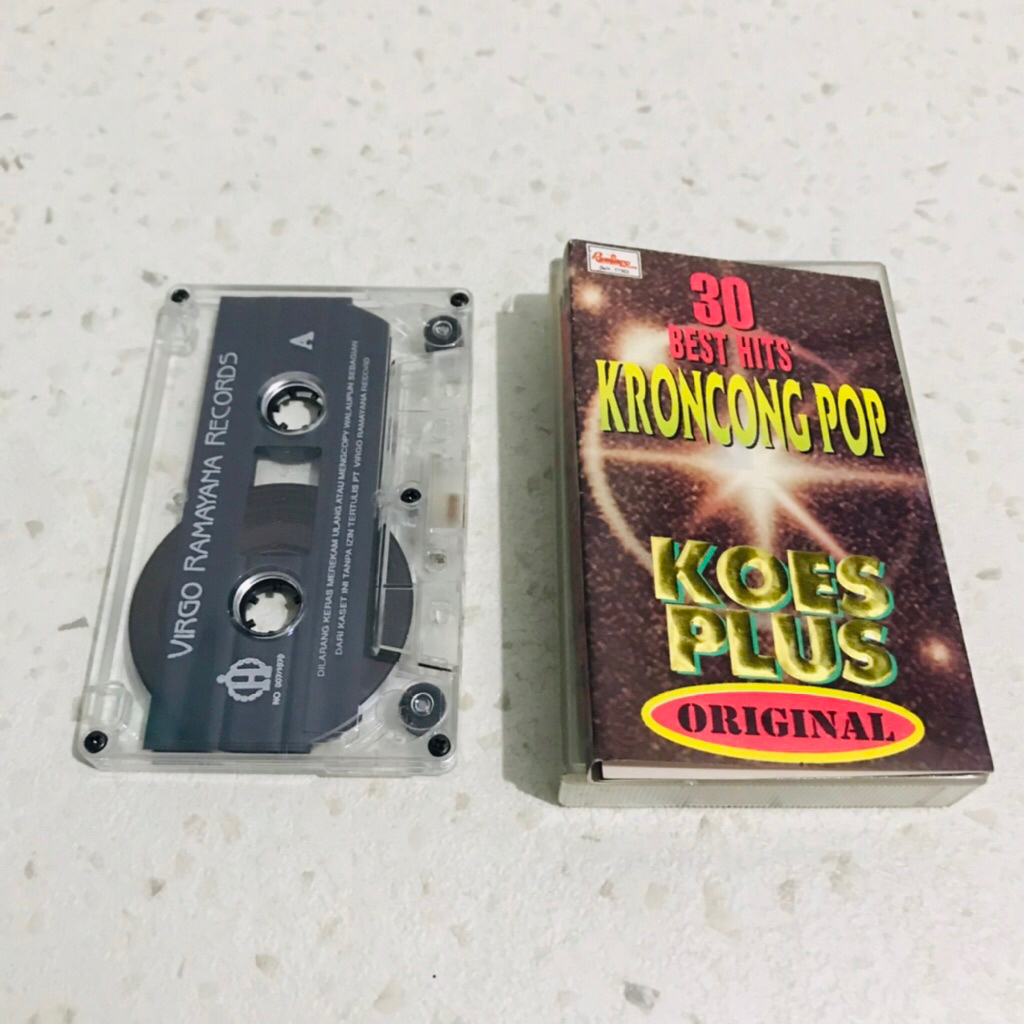 VIRGO RAMAYANA RECORDS
A
DILARANG KERAS MEREKAM ULANG ATAU MENGCOPY WALAUPUN SEBAGIAN
DARI KASET INI TANPA IZIN TERTULIS PT VIRGO RAMAYANA RECORD
30
BEST HITS
KRONCONG POP
KOES
PLUS
ORIGINAL